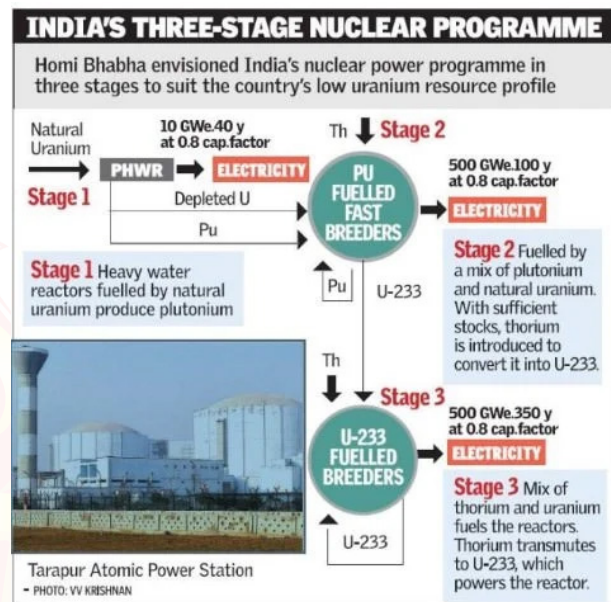 INDIA'S THREE-STAGE NUCLEAR PROGRAMME
Homi Bhabha envisioned India's nuclear power programme in
three stages to suit the country's low uranium resource profile
Natural
Uranium
Stage 1
PHWR
10 GWe.40 y
at 0.8 cap.factor
ELECTRICITY
Depleted U
Pu
Th
Stage 2
PU
FUELLED
FAST
BREEDERS
500 GWe.100 y
at 0.8 cap.factor
ELECTRICITY
Stage 1 Heavy water
reactors fuelled by natural
uranium produce plutonium
Pu
U-233
Stage 2 Fuelled by
a mix of plutonium
and natural uranium.
With sufficient
stocks, thorium
is introduced to
convert it into U-233.
Th
Stage 3
U-233
FUELLED
BREEDERS
500 GWe.350 y
at 0.8 cap.factor
ELECTRICITY
U-233
Stage 3 Mix of
thorium and uranium
fuels the reactors.
Thorium transmutes
to U-233, which
powers the reactor.
Tarapur Atomic Power Station
- PHOTO: VV KRISHNAN